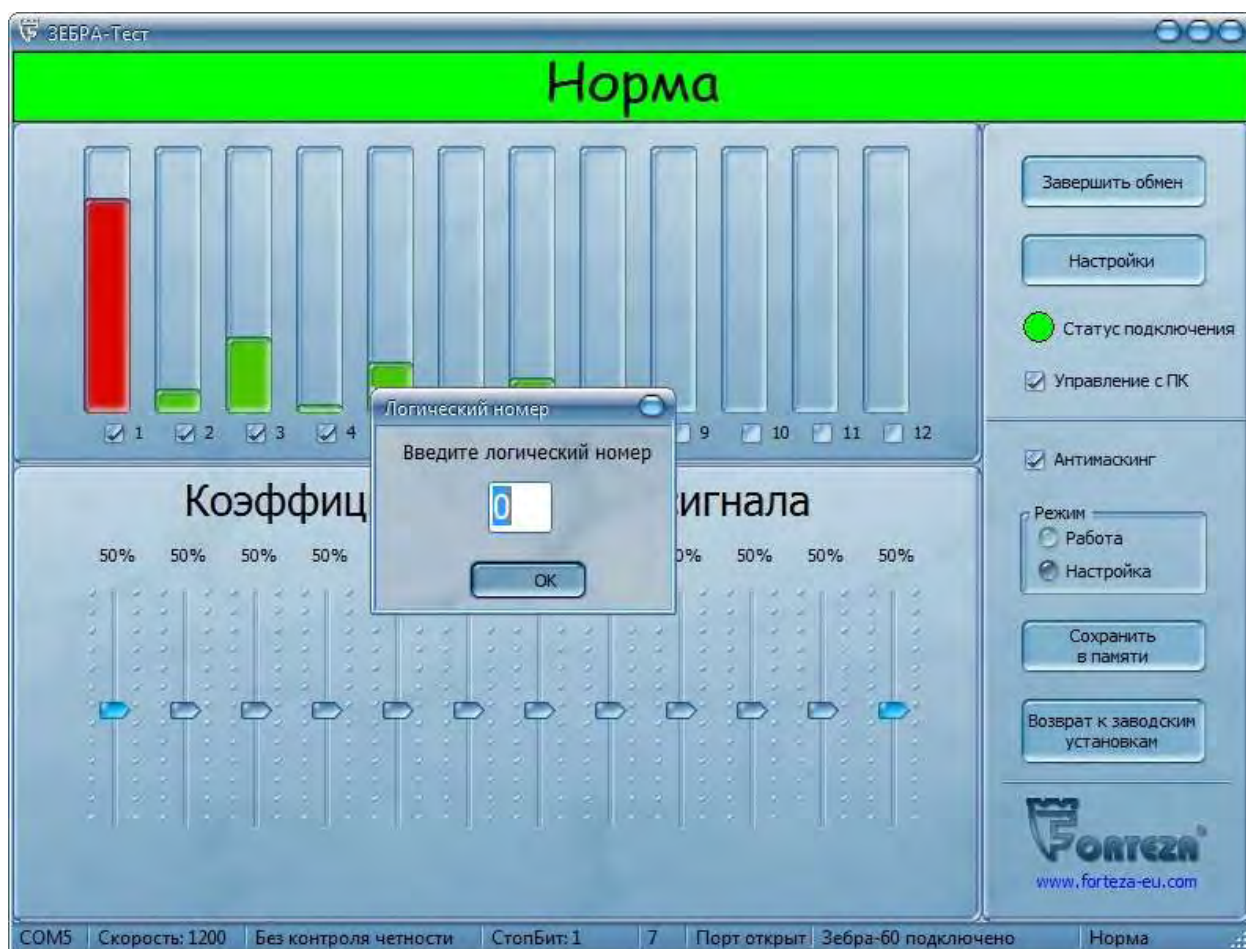 ЗЕБРА-Тест
Норма
1 2 3 4 9 10 11 12
Завершить обмен
Настройки
Статус подключения
Управление с ПК
Антимаскинг
Режим
Работа
Настройка
Сохранить
в памяти
Возврат к заводским
установкам
FORTEZA
www.forteza-eu.com
Логический номер
Введите логический номер
0
OK
50% 50% 50% 50% 50% 50% 50%
COM5 Скорость: 1200 Без контроля четности СтопБит: 1 7 Порт открыт Зебра-60 подключено Норма